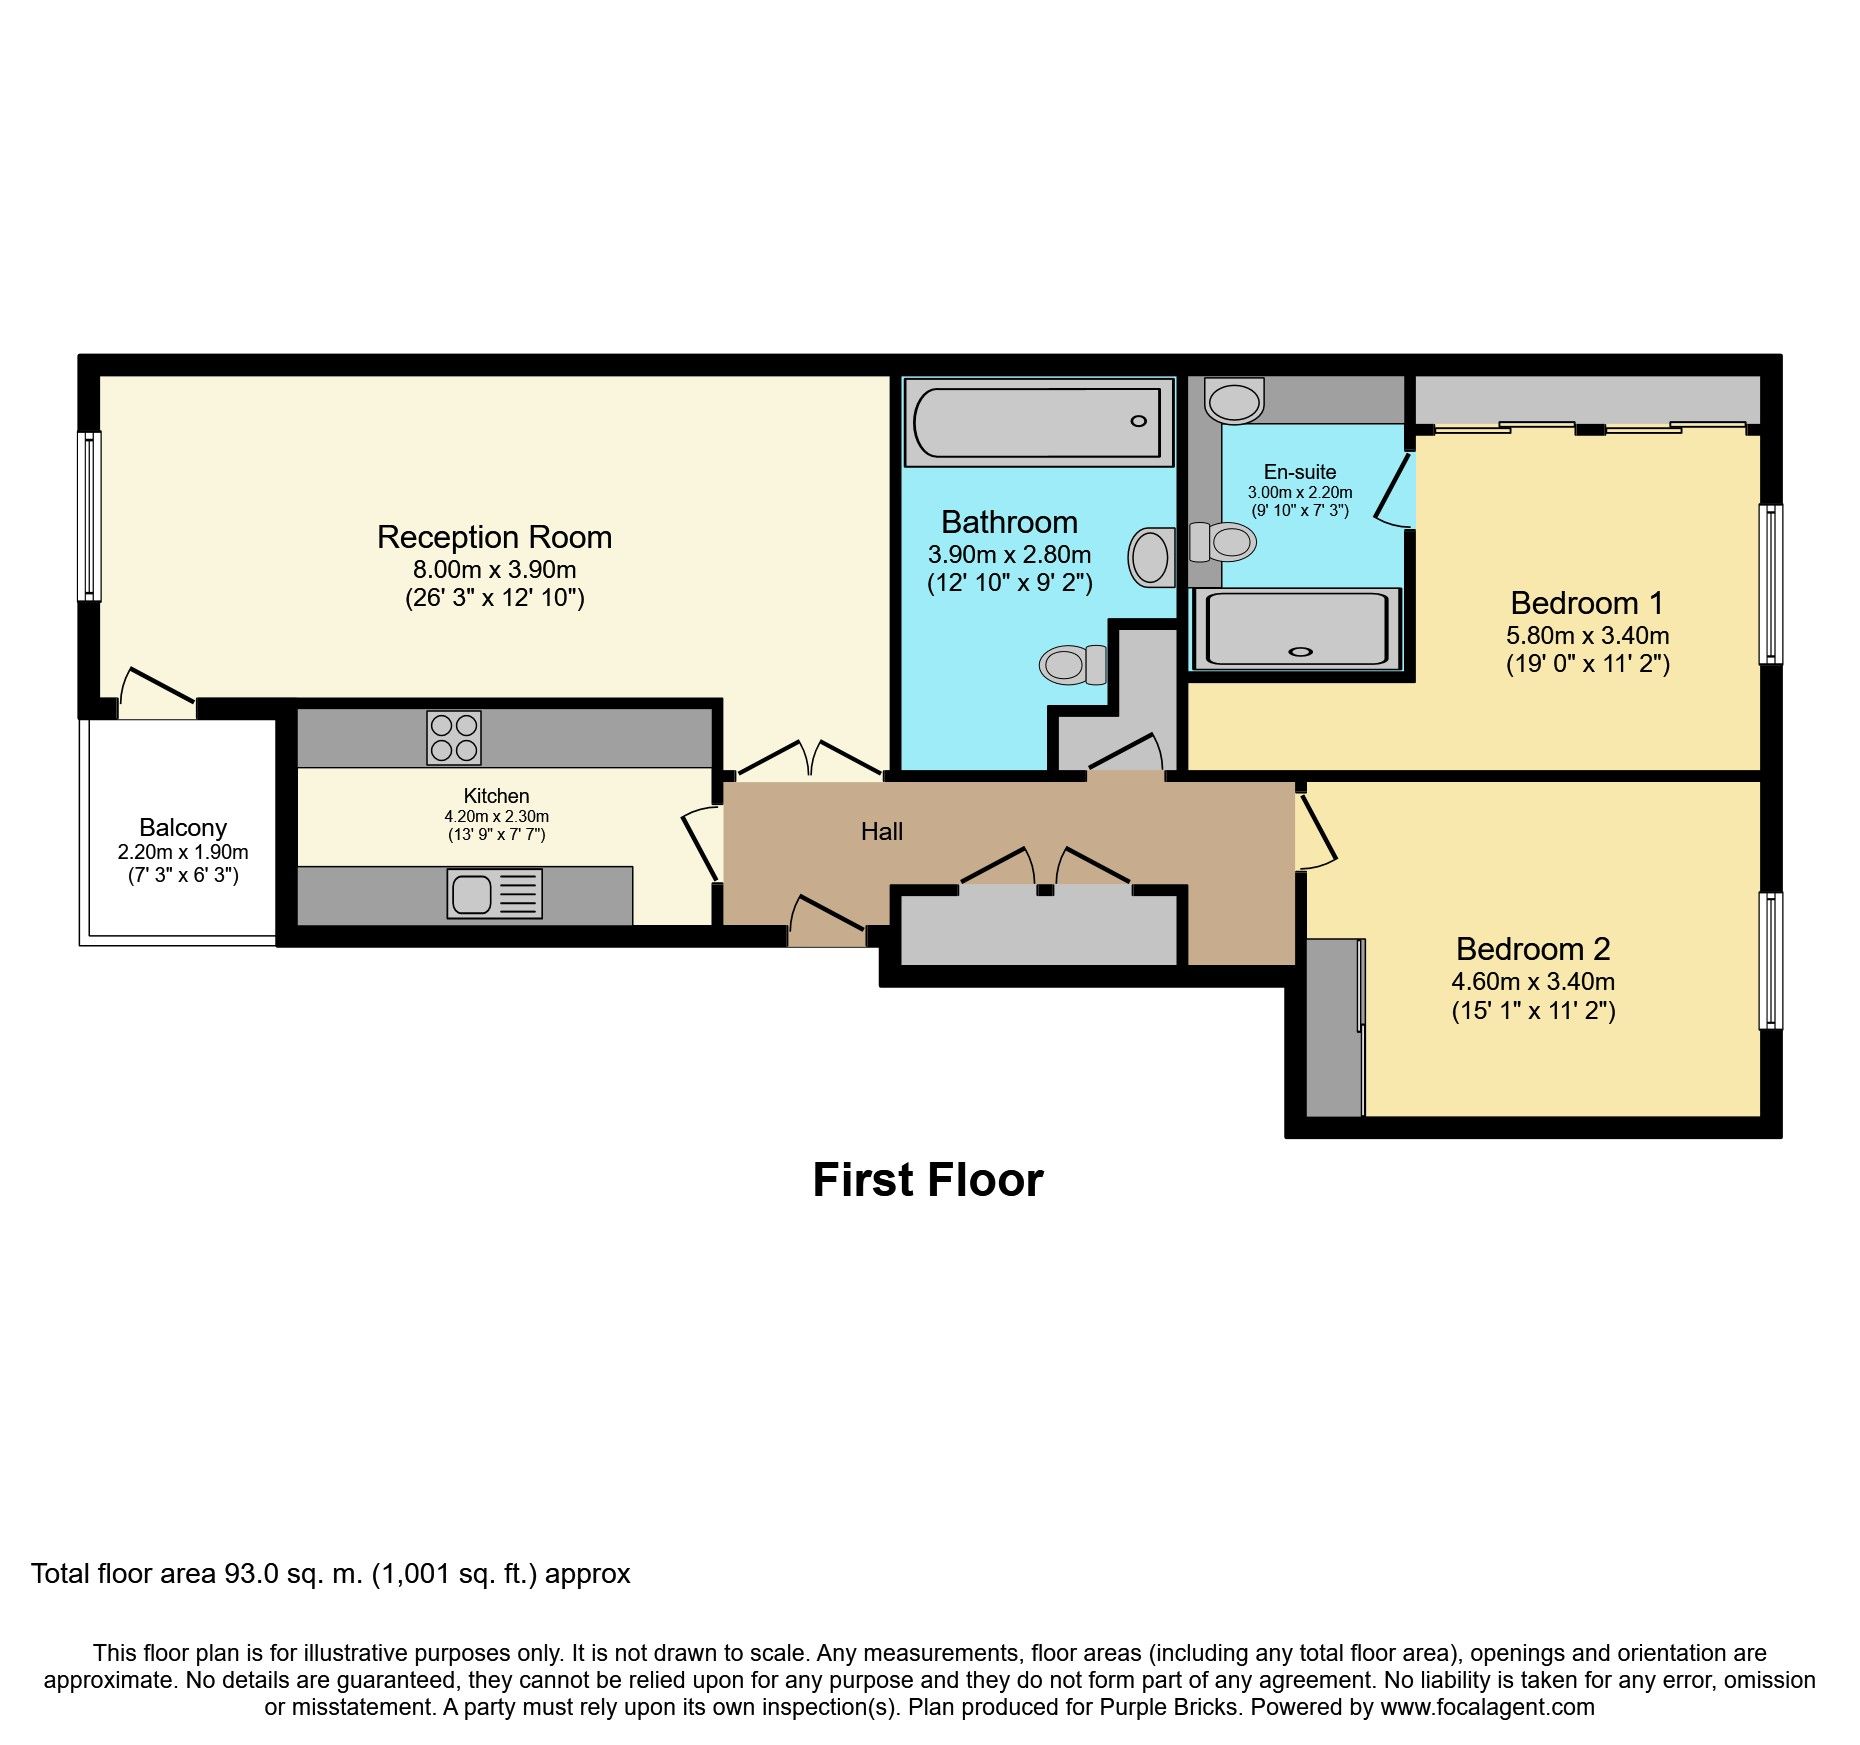 Reception Room
8.00m x 3.90m
(26' 3" x 12' 10")
Bathroom
3.90m x 2.80m
(12' 10" x 9' 2")
En-suite
3.00m x 2.20m
(9' 10" x 7' 3")
Bedroom 1
5.80m x 3.40m
(19' 0" x 11' 2")
Kitchen
4.20m x 2.30m
(13' 9" x 7' 7")
Balcony
2.20m x 1.90m
(7' 3" x 6' 3")
Hall
Bedroom 2
4.60m x 3.40m
(15' 1" x 11' 2")
First Floor
Total floor area 93.0 sq. m. (1,001 sq. ft.) approx
This floor plan is for illustrative purposes only. It is not drawn to scale. Any measurements, floor areas (including any total floor area), openings and orientation are
approximate. No details are guaranteed, they cannot be relied upon for any purpose and they do not form part of any agreement. No liability is taken for any error, omission
or misstatement. A party must rely upon its own inspection(s). Plan produced for Purple Bricks. Powered by www.focalagent.com